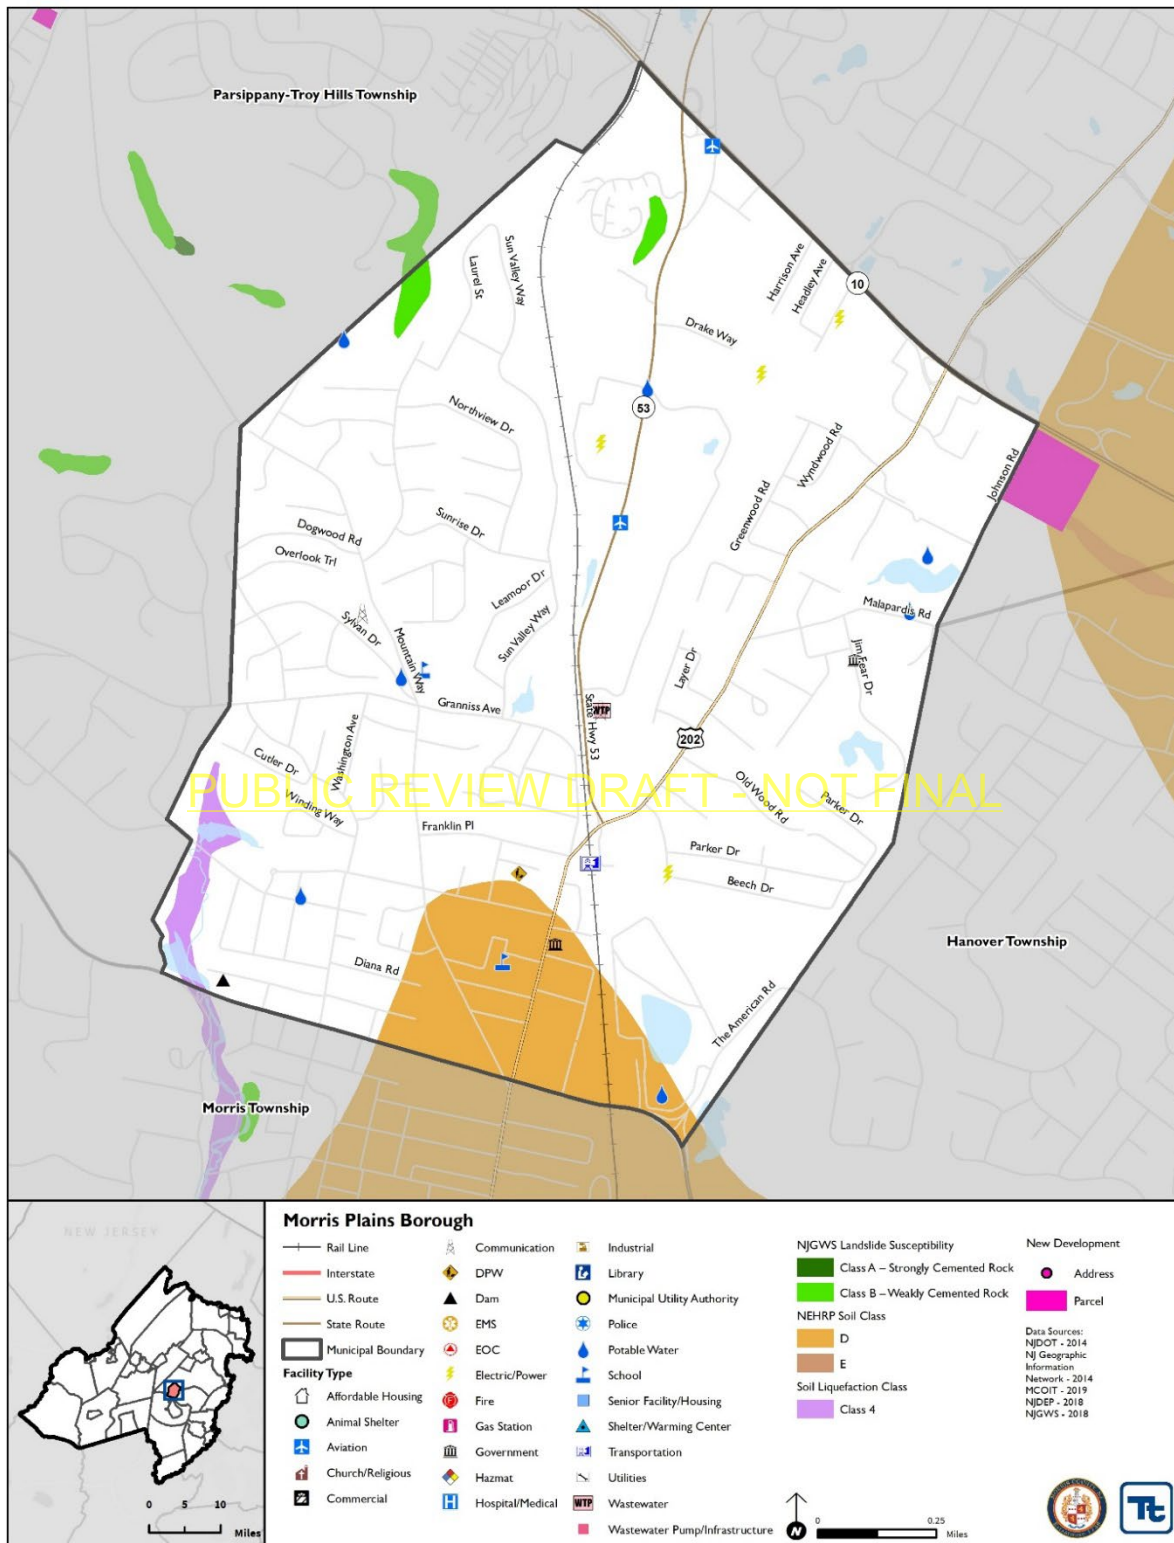 Parsippany-Troy Hills Township
Laurel St
Sun Valley Way
Harrison Ave
Headley Ave
10
Drake Way
53
Northview Dr
Wyndwood Rd
Greenwood Rd
Johnson Rd
Dogwood Rd
Overlook Trl
Sunrise Dr
Leamoor Dr
Sun Valley Way
Sylvan Dr
Mountain Way
Malapardis Rd
Jim Fear Dr
Layer Dr
Granniss Ave
State Hwy 53
WTP
202
Washington Ave
Cutler Dr
Winding Way
PUBLIC REVIEW DRAFT - NOT FINAL
Old Wood Rd
Parker Dr
Franklin Pl
Parker Dr
Beech Dr
Diana Rd
The American Rd
Hanover Township
Morris Township
NEW JERSEY
0 5 10
Miles
Morris Plains Borough
Rail Line
Interstate
U.S. Route
State Route
Municipal Boundary
Facility Type
Affordable Housing
Animal Shelter
Aviation
Church/Religious
Commercial
Communication
DPW
Dam
EMS
EOC
Electric/Power
Fire
Gas Station
Government
Hazmat
H Hospital/Medical
Industrial
Library
Municipal Utility Authority
Police
Potable Water
School
Senior Facility/Housing
Shelter/Warming Center
Transportation
Utilities
WTP Wastewater
Wastewater Pump/Infrastructure
NJGWS Landslide Susceptibility
Class A – Strongly Cemented Rock
Class B – Weakly Cemented Rock
NEHRP Soil Class
D
E
Soil Liquefaction Class
Class 4
New Development
Address
Parcel
Data Sources:
NJDOT - 2014
NJ Geographic
Information
Network - 2014
MCOIT - 2019
NJDEP - 2018
NJGWS - 2018
N
0 0.25
Miles
Tt